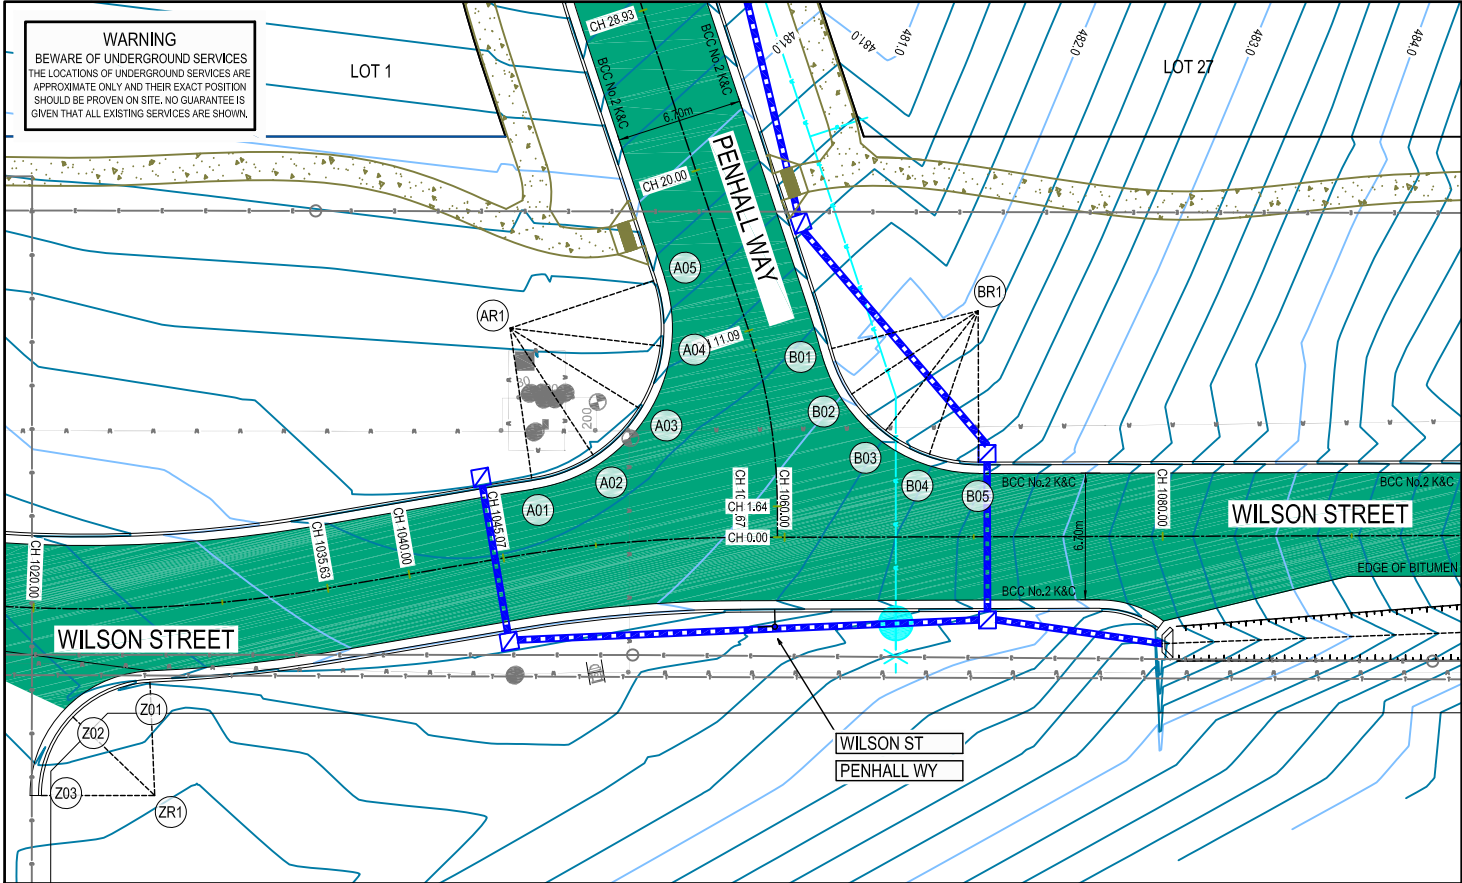 WARNING
BEWARE OF UNDERGROUND SERVICES
THE LOCATIONS OF UNDERGROUND SERVICES ARE
APPROXIMATE ONLY AND THEIR EXACT POSITION
SHOULD BE PROVEN ON SITE. NO GUARANTEE IS
GIVEN THAT ALL EXISTING SERVICES ARE SHOWN.
LOT 1
CH 28.93
BCC No.2 K&C
BCC No.2 K&C
6.70m
481.0
481.0
481.0
482.0
483.0
484.0
LOT 27
CH 20.00
PENHALL WAY
A05
AR1
BR1
A04
11.09
B01
200
A03
B02
A02
B03
A01
B04
B05
CH 1045.07
CH 1040.00
CH 1035.63
CH 1020.00
CH 1.64
CH 0.00
CH 1060.00
BCC No.2 K&C
CH 1080.00
BCC No.2 K&C
WILSON STREET
6.70m
EDGE OF BITUMEN
BCC No.2 K&C
WILSON STREET
Z01
Z02
Z03
ZR1
WILSON ST
PENHALL WY